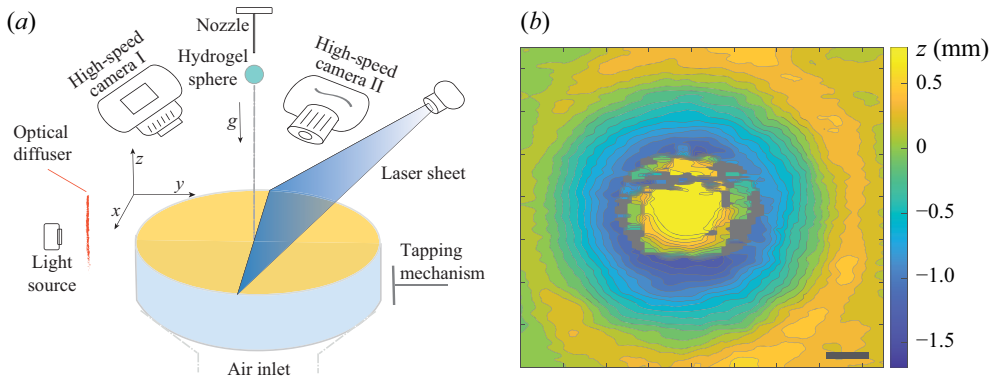 (a)
Nozzle
Hydrogel
sphere
High-speed
camera I
High-speed
camera II
g
Optical
diffuser
z
y
x
Laser sheet
Light
source
Tapping
mechanism
Air inlet
(b)
z (mm)
0.5
0
−0.5
−1.0
−1.5